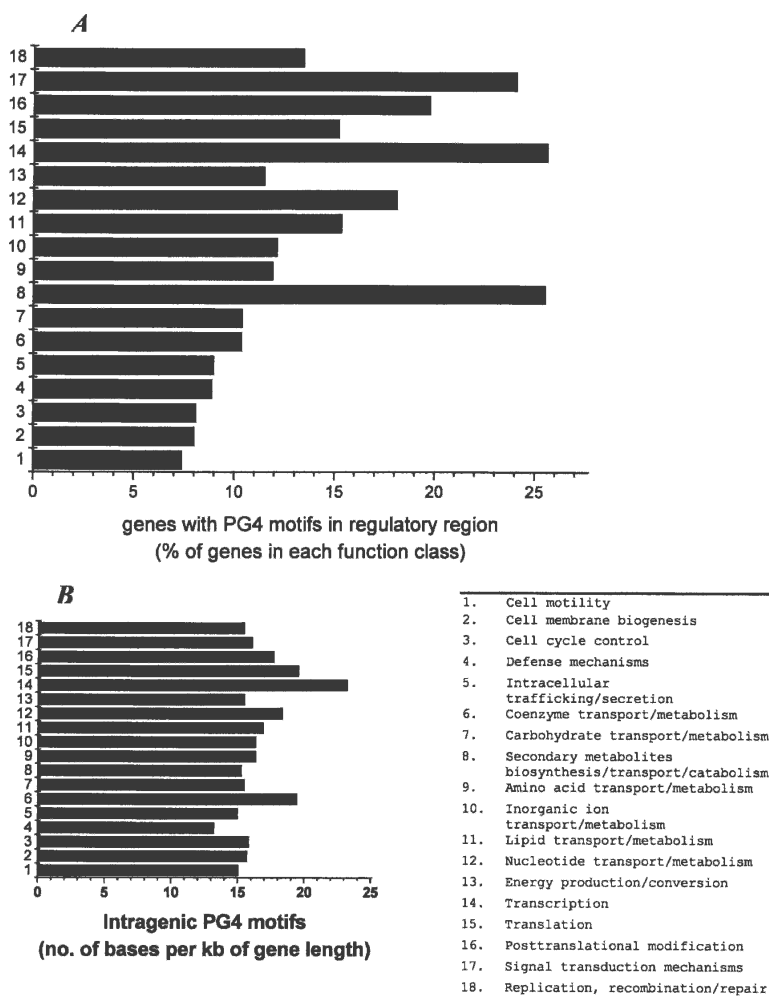 A
18
17
16
15
14
13
12
11
10
9
8
7
6
5
4
3
2
1
0 5 10 15 20 25
genes with PG4 motifs in regulatory region
(% of genes in each function class)
B
18
17
16
15
14
13
12
11
10
9
8
7
6
5
4
3
2
1
0 5 10 15 20 25
Intragenic PG4 motifs
(no. of bases per kb of gene length)
1. Cell motility
2. Cell membrane biogenesis
3. Cell cycle control
4. Defense mechanisms
5. Intracellular
trafficking/secretion
6. Coenzyme transport/metabolism
7. Carbohydrate transport/metabolism
8. Secondary metabolites
biosynthesis/transport/catabolism
9. Amino acid transport/metabolism
10. Inorganic ion
transport/metabolism
11. Lipid transport/metabolism
12. Nucleotide transport/metabolism
13. Energy production/conversion
14. Transcription
15. Translation
16. Posttranslational modification
17. Signal transduction mechanisms
18. Replication, recombination/repair